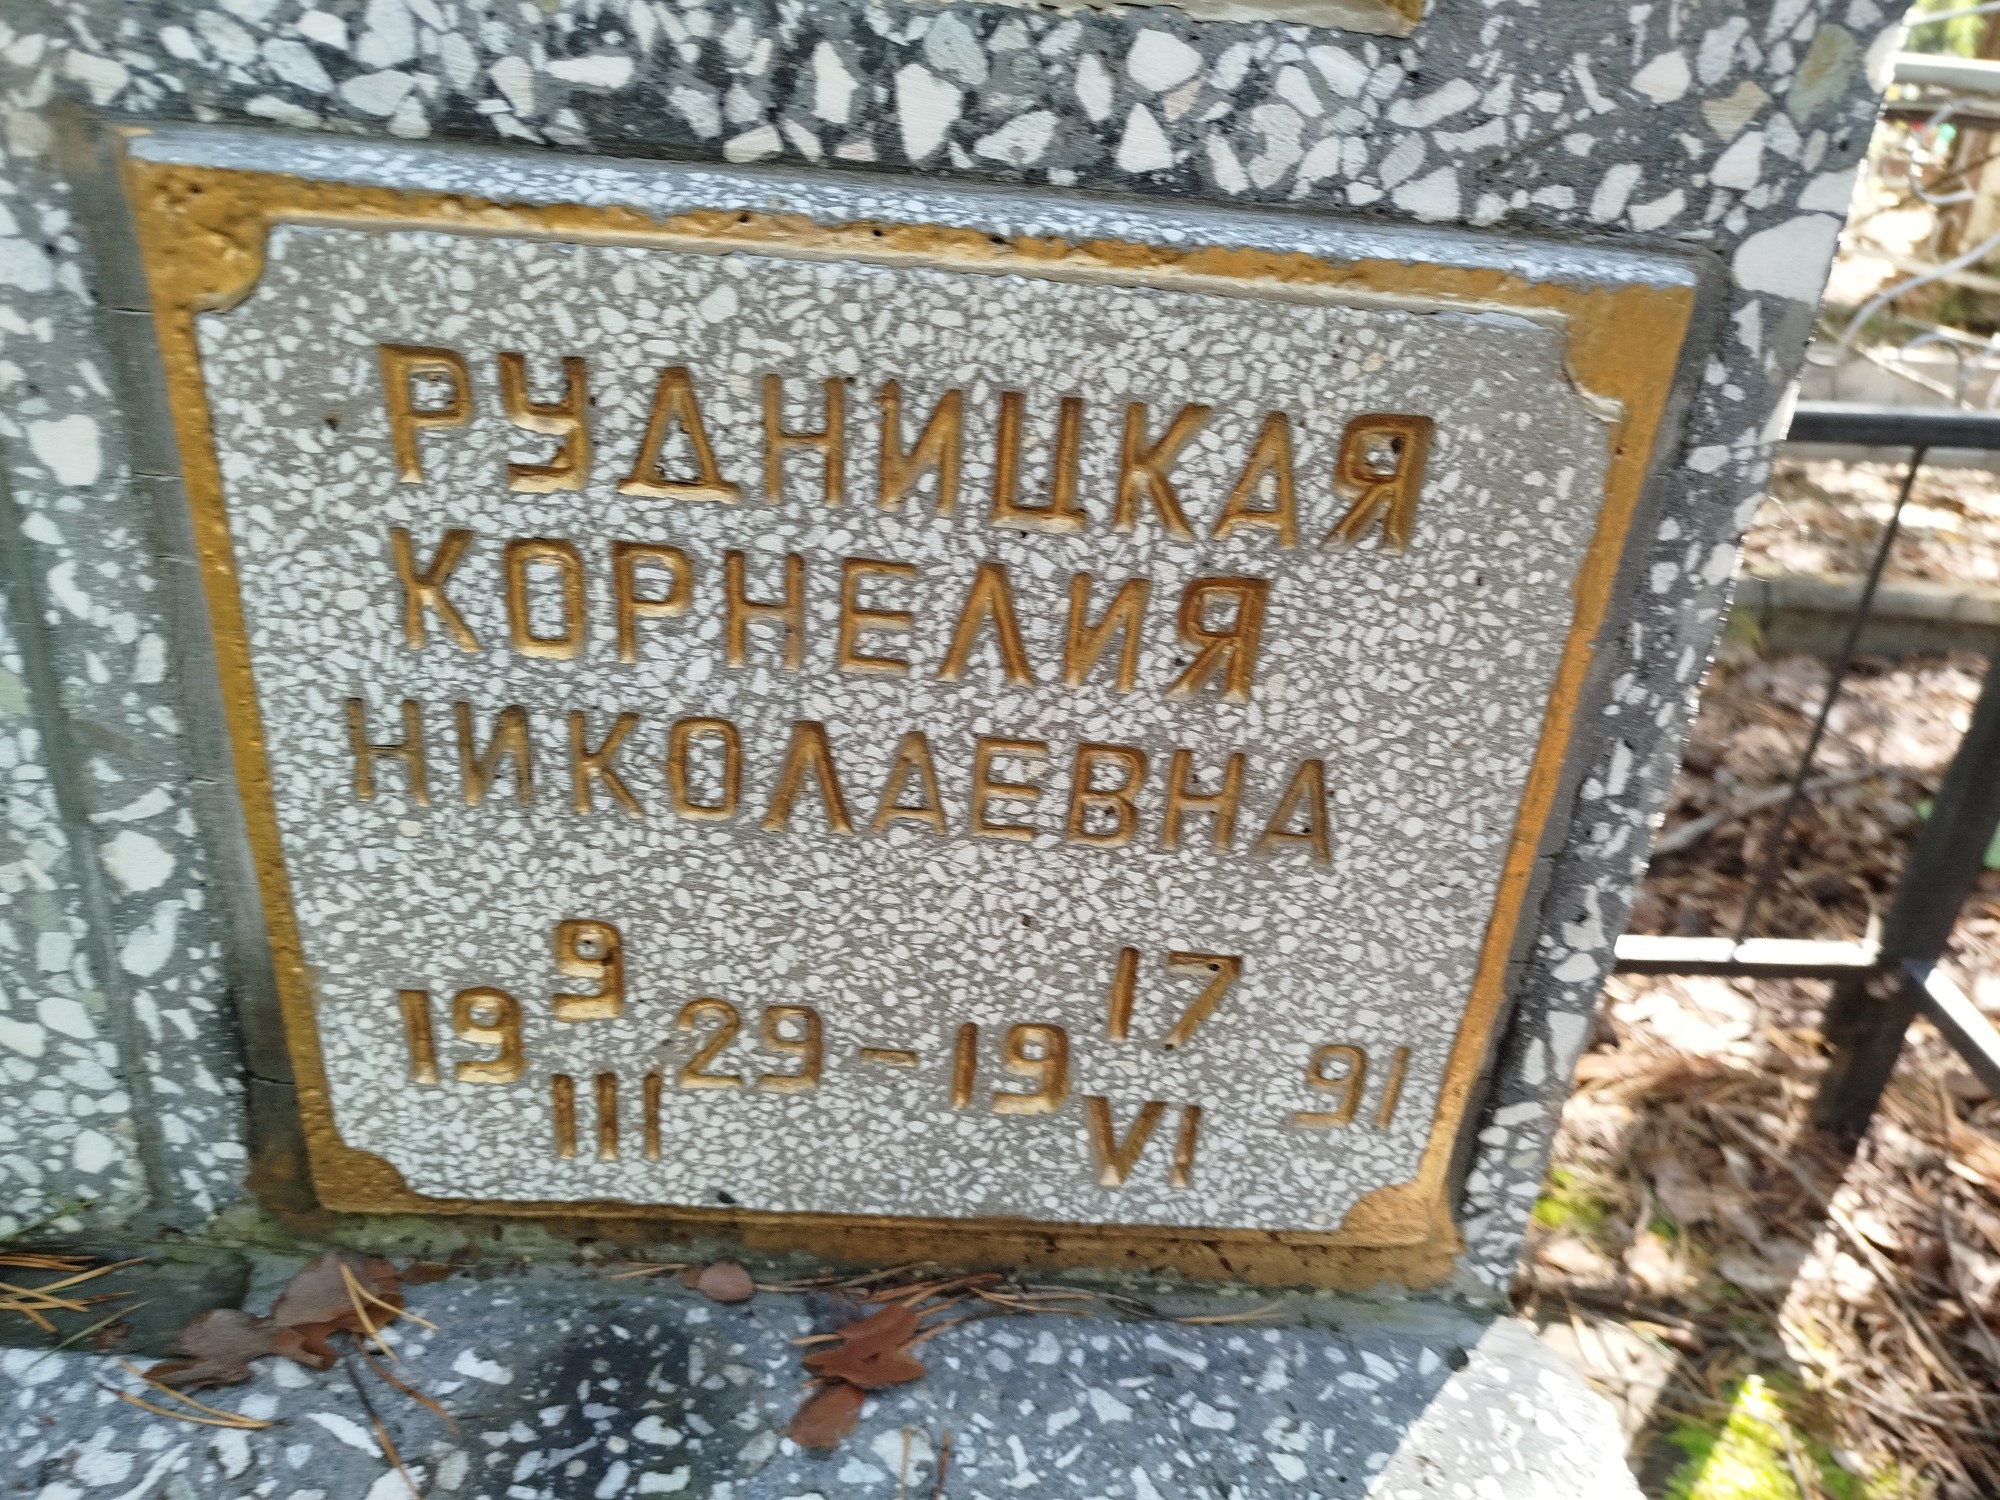 РУДНИЦКАЯ
КОРНЕЛИЯ
НИКОЛАЕВНА
19 9/III 29 – 19 17/VI 91